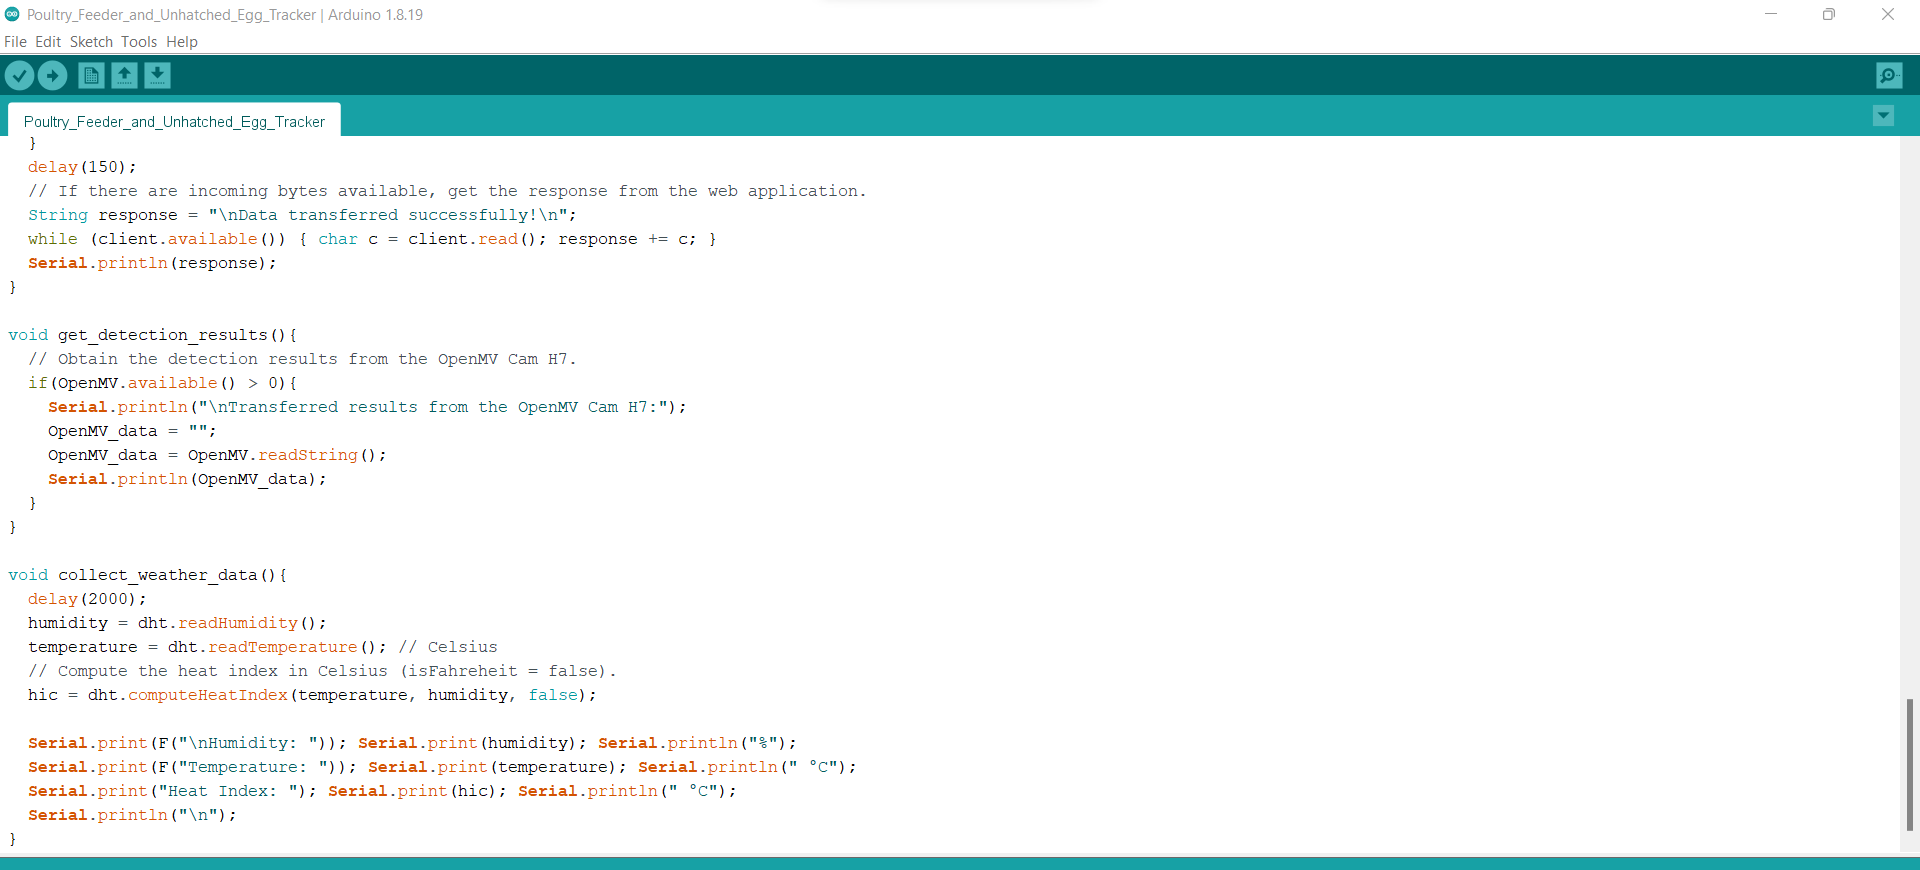 Poultry_Feeder_and_Unhatched_Egg_Tracker | Arduino 1.8.19
File Edit Sketch Tools Help
Poultry_Feeder_and_Unhatched_Egg_Tracker
  }
  delay(150);
  // If there are incoming bytes available, get the response from the web application.
  String response = "\nData transferred successfully!\n";
  while (client.available()) { char c = client.read(); response += c; }
  Serial.println(response);
}

void get_detection_results(){
  // Obtain the detection results from the OpenMV Cam H7.
  if(OpenMV.available() > 0){
    Serial.println("\nTransferred results from the OpenMV Cam H7:");
    OpenMV_data = "";
    OpenMV_data = OpenMV.readString();
    Serial.println(OpenMV_data);
  }
}

void collect_weather_data(){
  delay(2000);
  humidity = dht.readHumidity();
  temperature = dht.readTemperature(); // Celsius
  // Compute the heat index in Celsius (isFahreheit = false).
  hic = dht.computeHeatIndex(temperature, humidity, false);

  Serial.print(F("\nHumidity: ")); Serial.print(humidity); Serial.println("%");
  Serial.print(F("Temperature: ")); Serial.print(temperature); Serial.println(" °C");
  Serial.print("Heat Index: "); Serial.print(hic); Serial.println(" °C");
  Serial.println("\n");
}